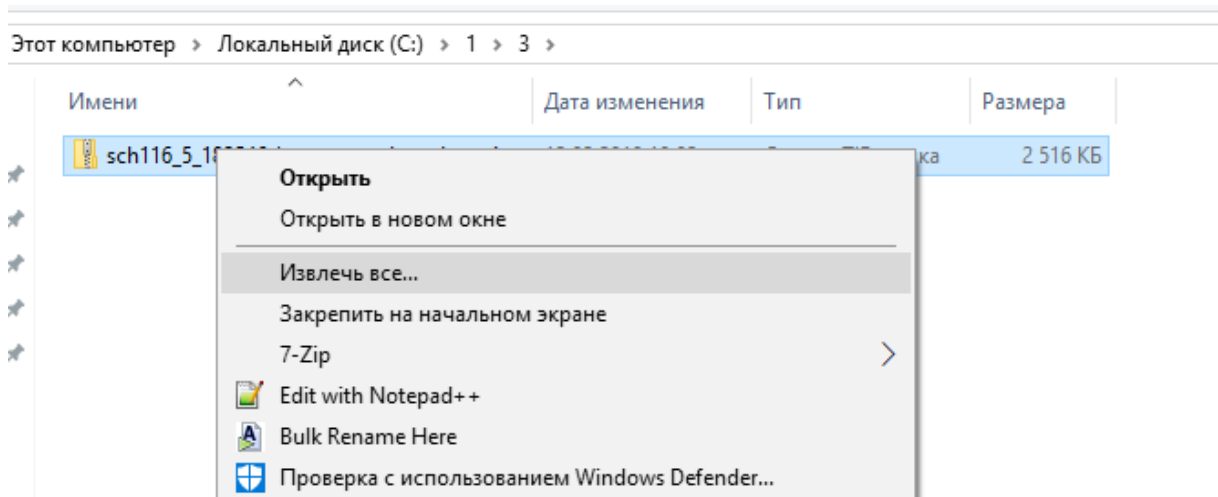 Этот компьютер > Локальный диск (C:) > 1 > 3 >
Имени Дата изменения Тип Размера
sch116_5_18 ка 2 516 КБ
Открыть
Открыть в новом окне
Извлечь все...
Закрепить на начальном экране
7-Zip
Edit with Notepad++
Bulk Rename Here
Проверка с использованием Windows Defender...